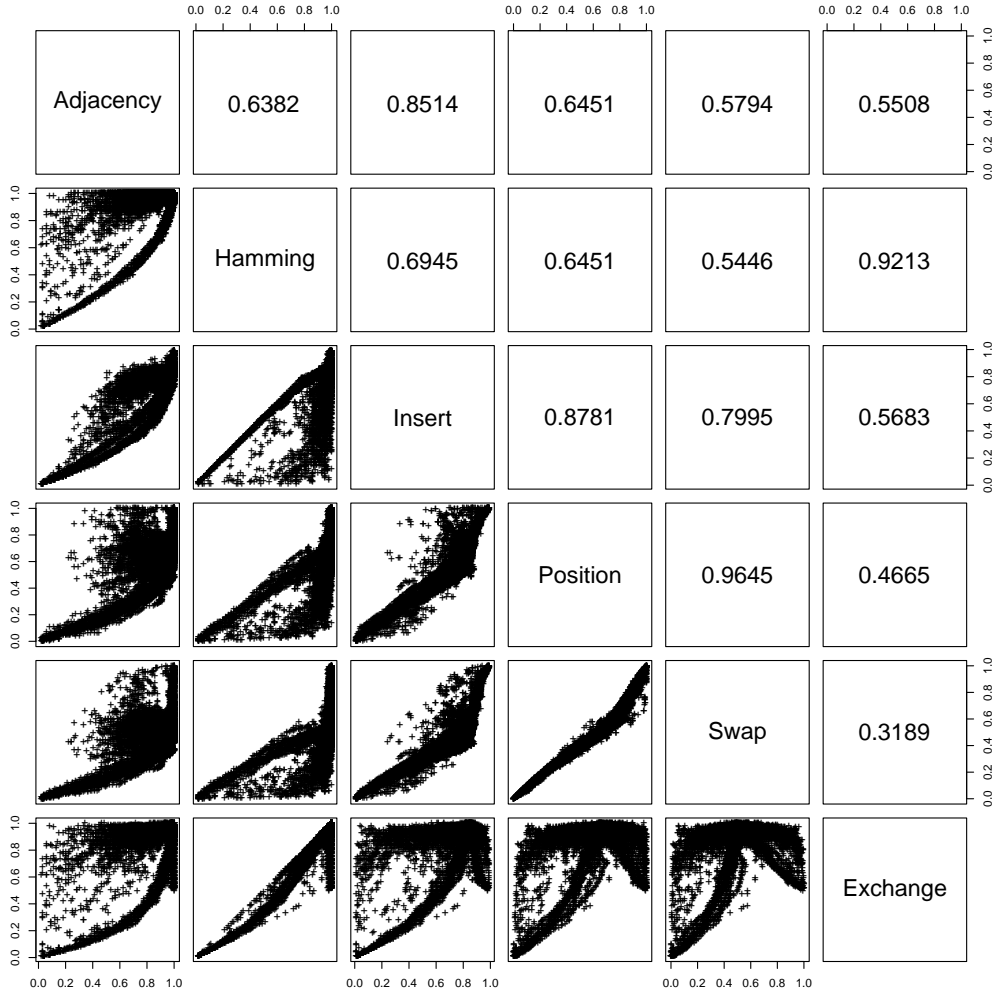 0.0 0.2 0.4 0.6 0.8 1.0 0.0 0.2 0.4 0.6 0.8 1.0 0.0 0.2 0.4 0.6 0.8 1.0
Adjacency 0.6382 0.8514 0.6451 0.5794 0.5508 0.0 0.2 0.4 0.6 0.8 1.0
0.0 0.2 0.4 0.6 0.8 1.0 Hamming 0.6945 0.6451 0.5446 0.9213
Insert 0.8781 0.7995 0.5683 0.0 0.2 0.4 0.6 0.8 1.0
0.0 0.2 0.4 0.6 0.8 1.0 Position 0.9645 0.4665
Swap 0.3189 0.0 0.2 0.4 0.6 0.8 1.0
0.0 0.2 0.4 0.6 0.8 1.0 Exchange
0.0 0.2 0.4 0.6 0.8 1.0 0.0 0.2 0.4 0.6 0.8 1.0 0.0 0.2 0.4 0.6 0.8 1.0